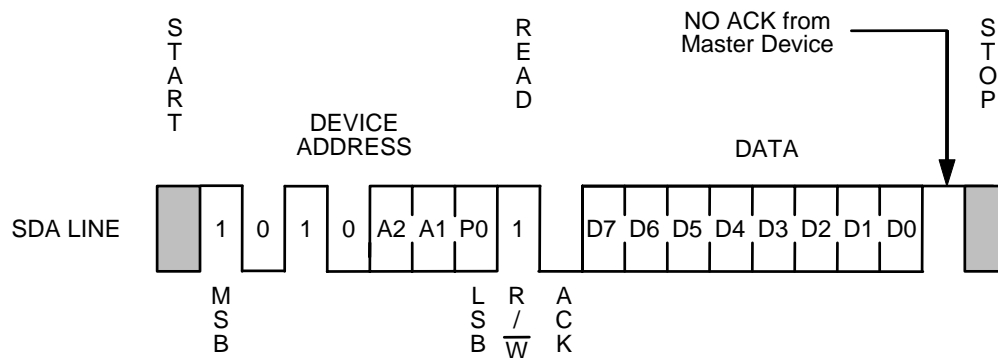 START
READ
NO ACK from
Master Device
STOP
DEVICE
ADDRESS
DATA
SDA LINE
1 0 1 0 A2 A1 P0 1 D7 D6 D5 D4 D3 D2 D1 D0
MSB
LSB
R/W
ACK